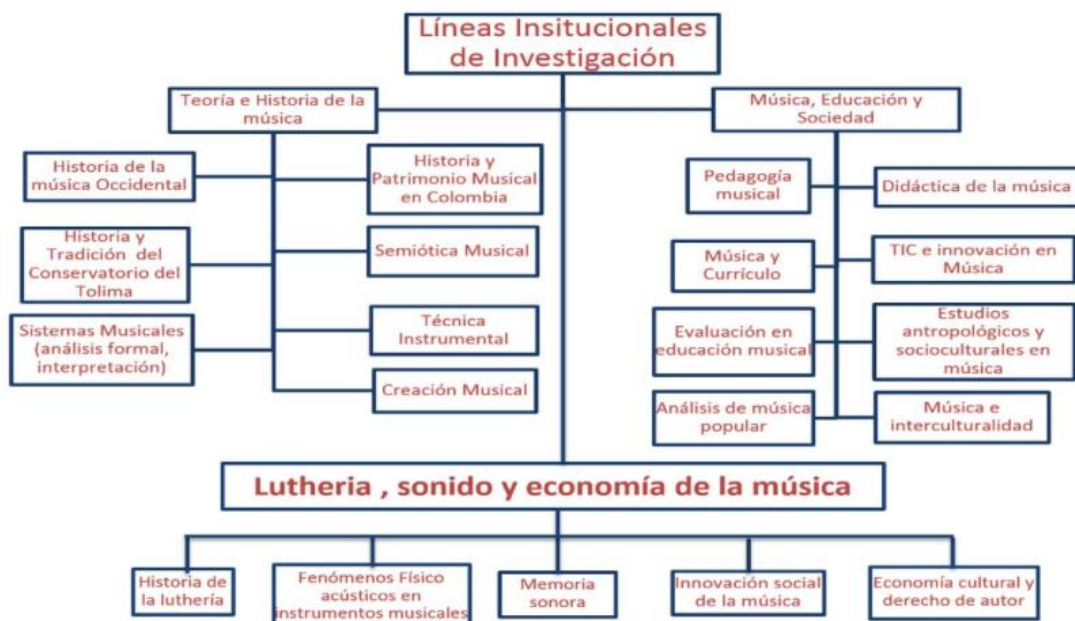 Líneas Insitucionales
de Investigación
Teoría e Historia de la
música
Música, Educación y
Sociedad
Historia de la
música Occidental
Historia y
Patrimonio Musical
en Colombia
Historia y
Tradición del
Conservatorio del
Tolima
Semiótica Musical
Sistemas Musicales
(análisis formal,
interpretación)
Técnica
Instrumental
Creación Musical
Pedagogía
musical
Didáctica de la música
Música y
Currículo
TIC e innovación en
Música
Evaluación en
educación musical
Estudios
antropológicos y
socioculturales en
música
Análisis de música
popular
Música e
interculturalidad
Lutheria , sonido y economía de la música
Historia de
la luthería
Fenómenos Físico
acústicos en
instrumentos musicales
Memoria
sonora
Innovación social
de la música
Economía cultural y
derecho de autor